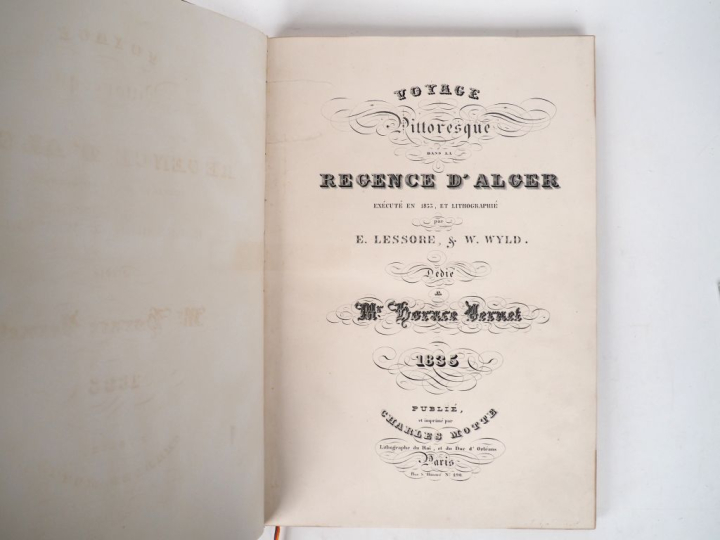 VOYAGE
Pittoresque
DANS LA
REGENCE D'ALGER
EXÉCUTÉ EN 1833, ET LITHOGRAPHIÉ
par
E. LESSORE, & W. WYLD.
Dédié
A
Mr. Horace Vernet
1835
PUBLIÉ,
et imprimé par
CHARLES MOTTE
Lithographe du Roi, et du Duc d'Orléans
Paris